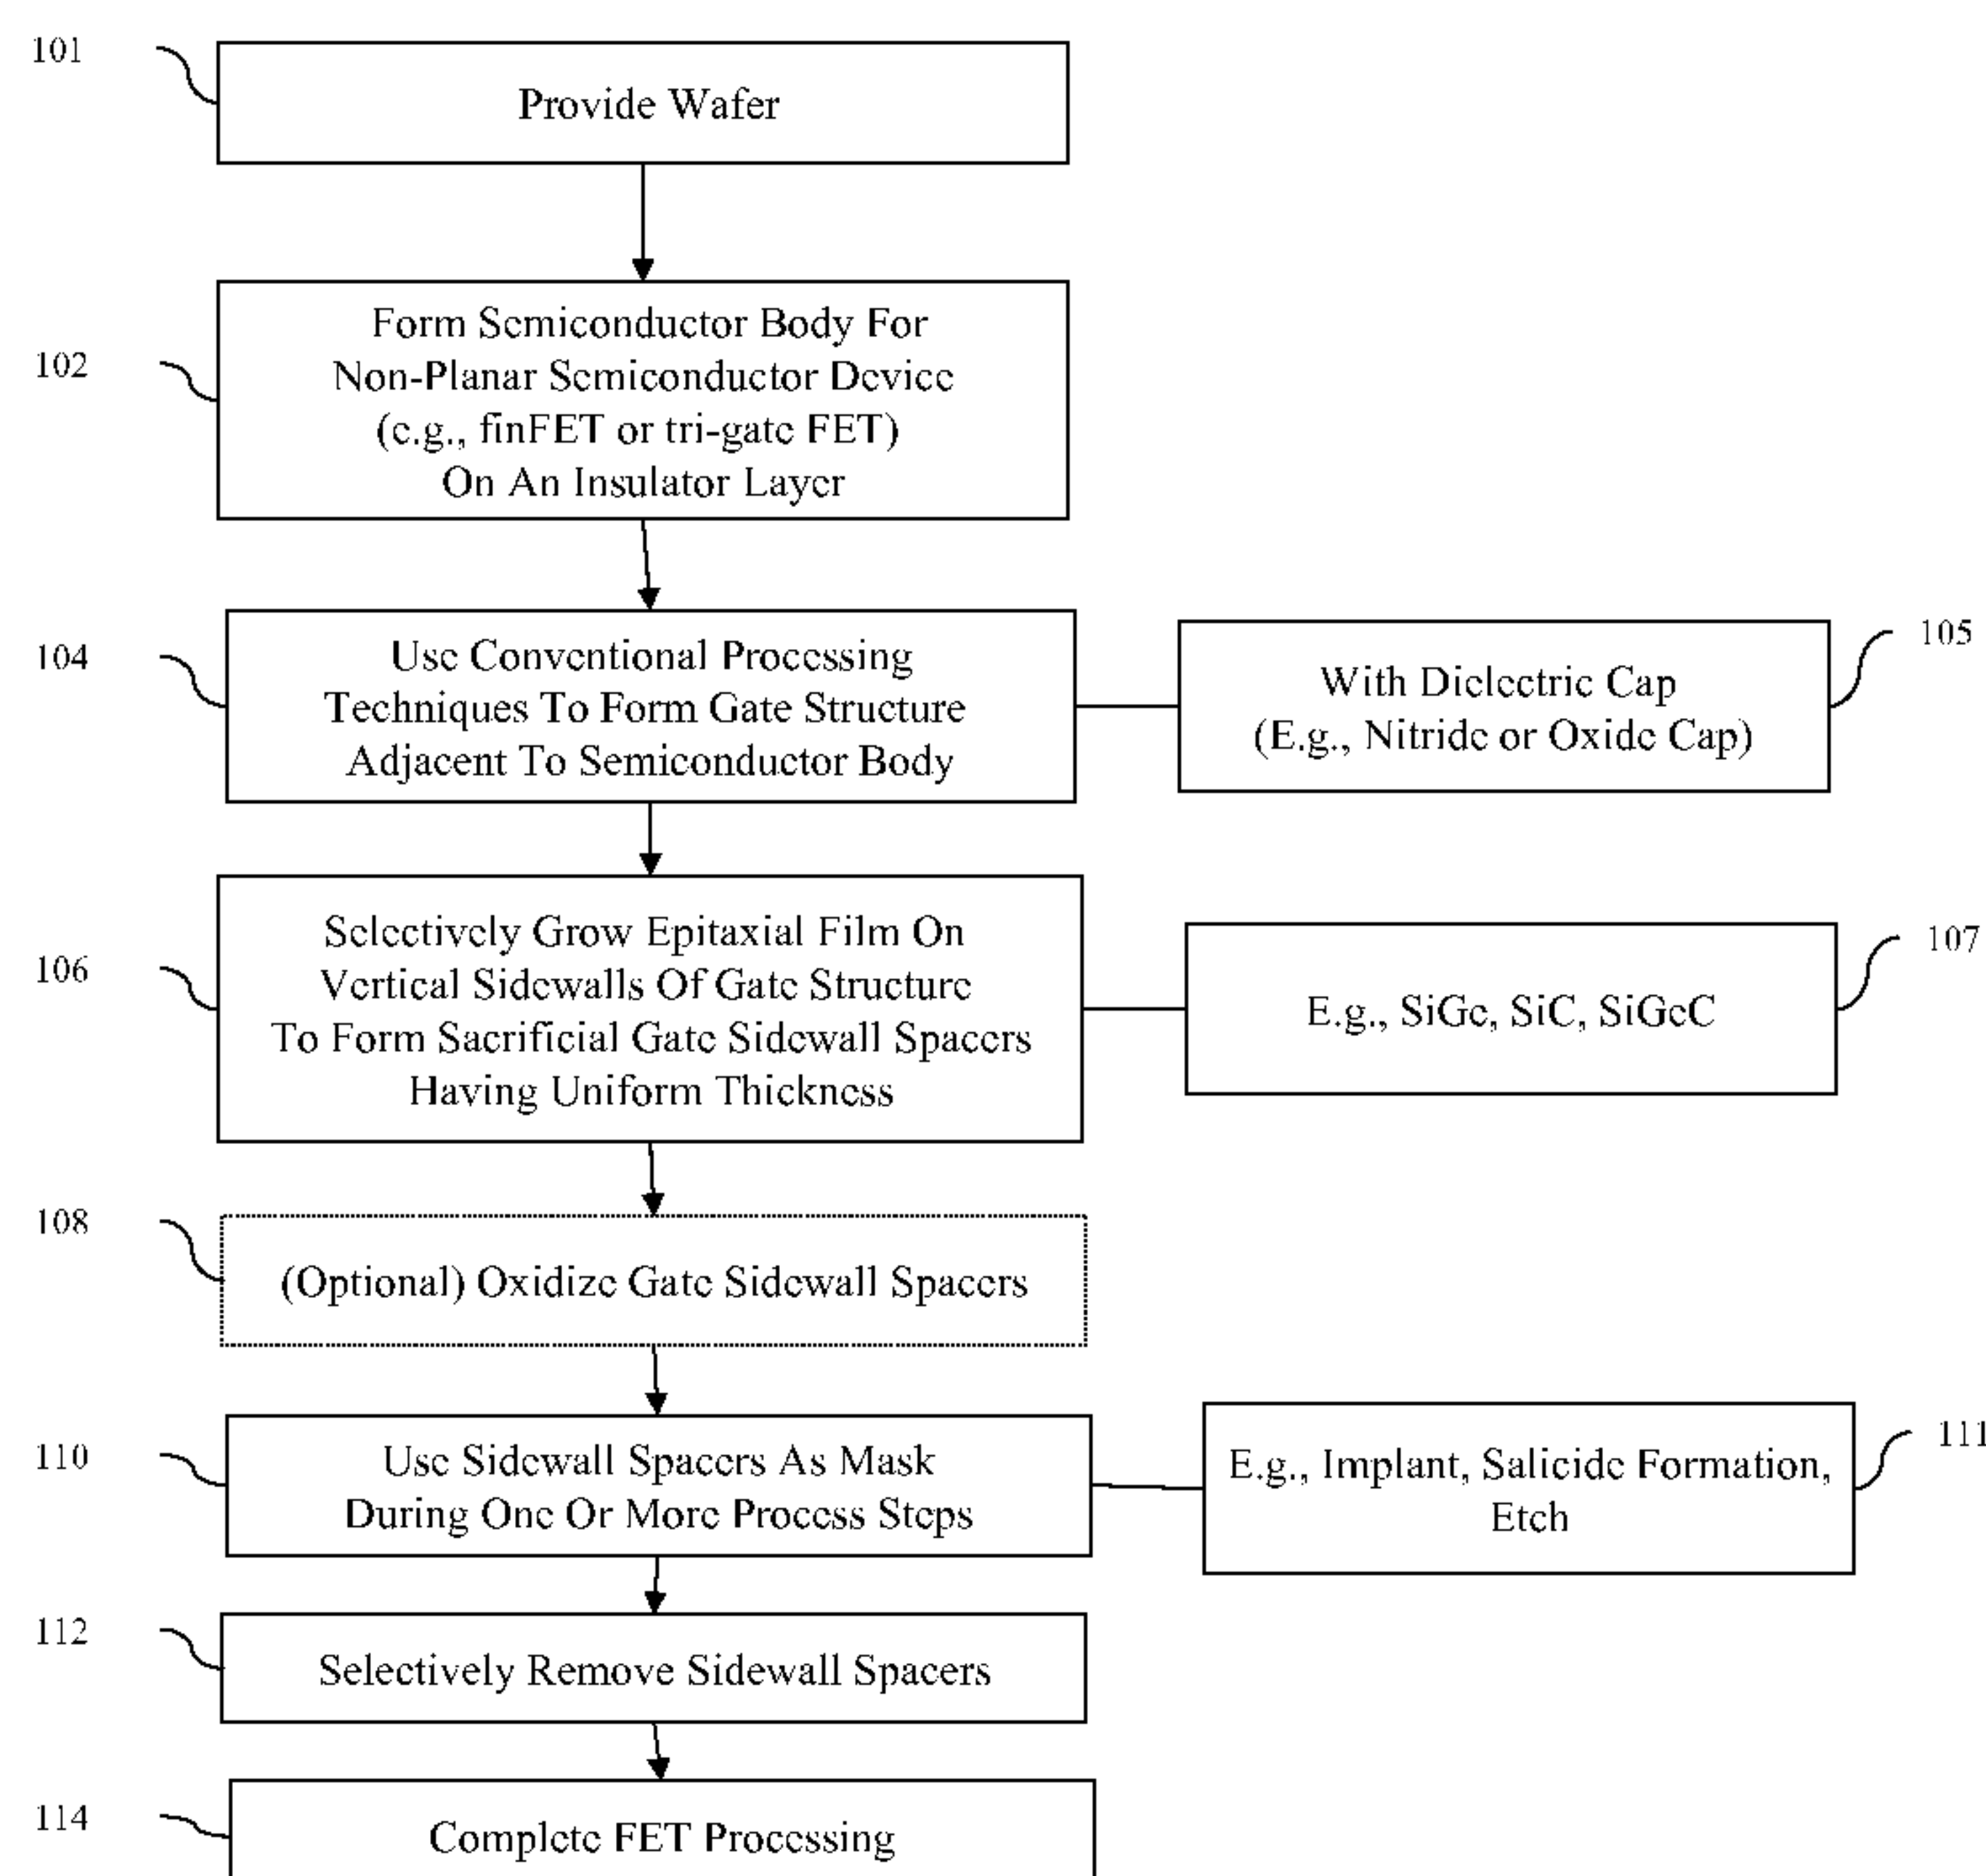 101
Provide Wafer
102
Form Semiconductor Body For
Non-Planar Semiconductor Device
(e.g., finFET or tri-gate FET)
On An Insulator Layer
104
Use Conventional Processing
Techniques To Form Gate Structure
Adjacent To Semiconductor Body
105
With Dielectric Cap
(E.g., Nitride or Oxide Cap)
106
Selectively Grow Epitaxial Film On
Vertical Sidewalls Of Gate Structure
To Form Sacrificial Gate Sidewall Spacers
Having Uniform Thickness
107
E.g., SiGe, SiC, SiGeC
108
(Optional) Oxidize Gate Sidewall Spacers
110
Use Sidewall Spacers As Mask
During One Or More Process Steps
111
E.g., Implant, Salicide Formation,
Etch
112
Selectively Remove Sidewall Spacers
114
Complete FET Processing